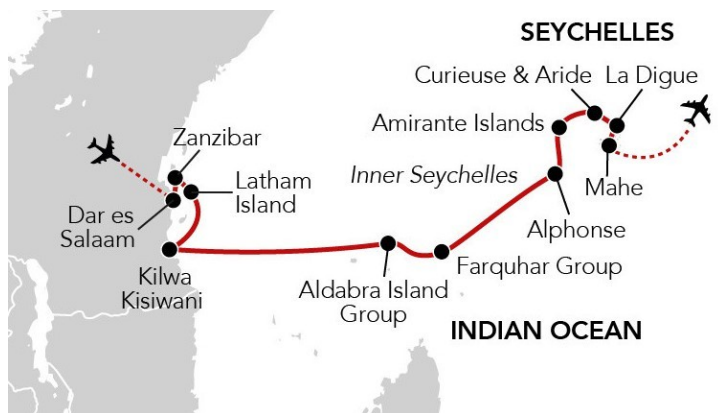 SEYCHELLES
Curieuse & Aride
La Digue
Amirante Islands
Zanzibar
Inner Seychelles
Latham
Island
Mahe
Dar es
Salaam
Alphonse
Kilwa
Kisiwani
Farquhar Group
Aldabra Island
Group
INDIAN OCEAN